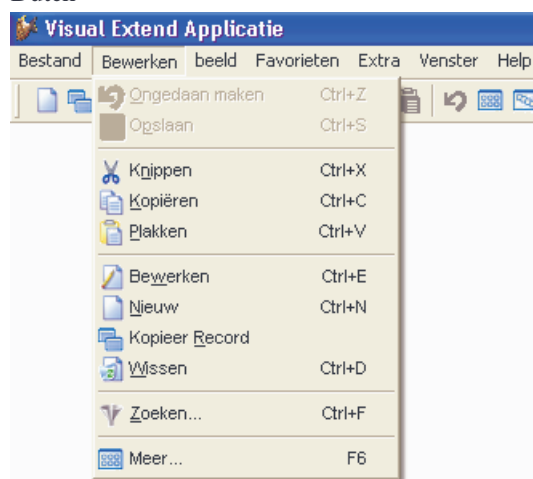 Visual Extend Applicatie
Bestand Bewerken beeld Favorieten Extra Venster Help
Ongedaan maken Ctrl+Z
Opslaan Ctrl+S
Knippen Ctrl+X
Kopiëren Ctrl+C
Plakken Ctrl+V
Bewerken Ctrl+E
Nieuw Ctrl+N
Kopieer Record
Wissen Ctrl+D
Zoeken... Ctrl+F
Meer... F6